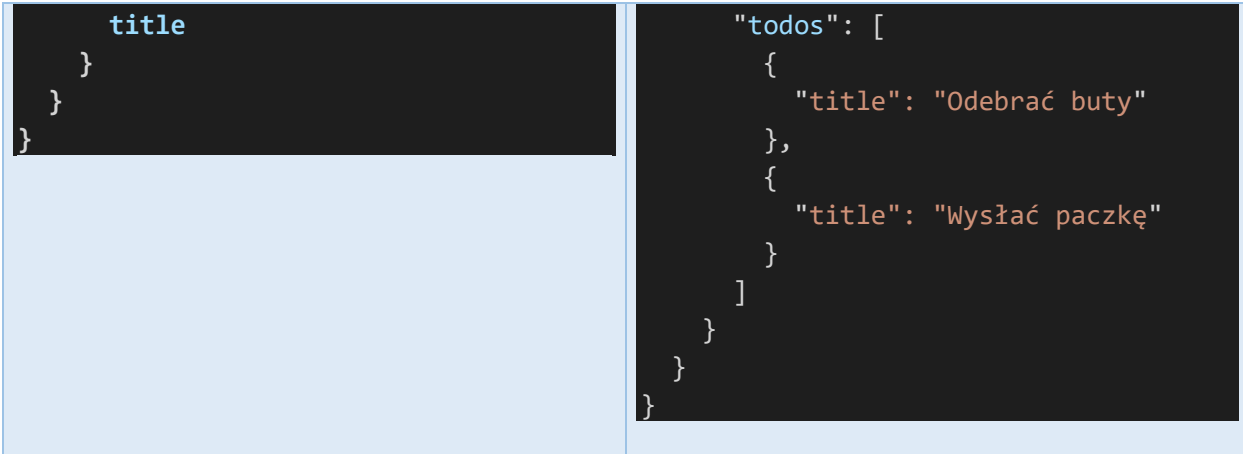 title
    }
  }
}
      "todos": [
        {
          "title": "Odebrać buty"
        },
        {
          "title": "Wysłać paczkę"
        }
      ]
    }
  }
}